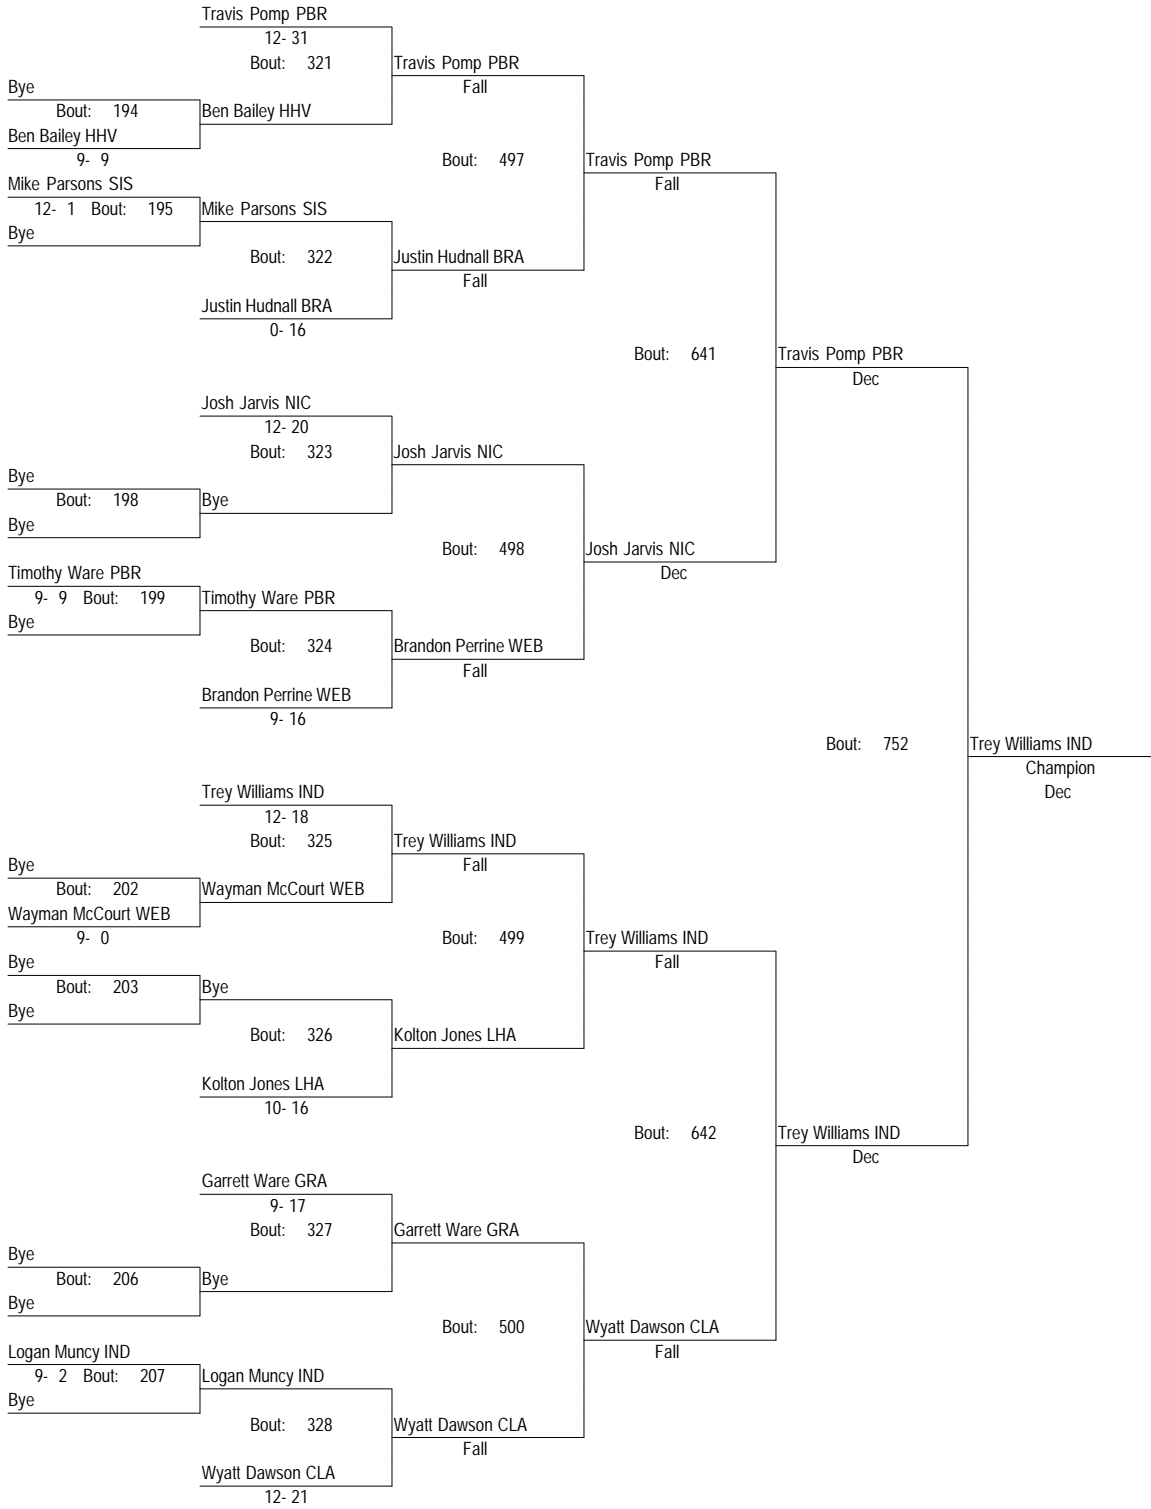 Travis Pomp PBR
12- 31
Bout: 321
Travis Pomp PBR
Fall
Bye
Bout: 194
Ben Bailey HHV
Ben Bailey HHV
9- 9
Bout: 497
Travis Pomp PBR
Fall
Mike Parsons SIS
12- 1 Bout: 195
Mike Parsons SIS
Bye
Bout: 322
Justin Hudnall BRA
Fall
Justin Hudnall BRA
0- 16
Bout: 641
Travis Pomp PBR
Dec
Josh Jarvis NIC
12- 20
Bout: 323
Josh Jarvis NIC
Bye
Bout: 198
Bye
Bye
Bout: 498
Josh Jarvis NIC
Dec
Timothy Ware PBR
9- 9 Bout: 199
Timothy Ware PBR
Bye
Bout: 324
Brandon Perrine WEB
Fall
Brandon Perrine WEB
9- 16
Bout: 752
Trey Williams IND
Champion
Dec
Trey Williams IND
12- 18
Bout: 325
Trey Williams IND
Fall
Bye
Bout: 202
Wayman McCourt WEB
Wayman McCourt WEB
9- 0
Bout: 499
Trey Williams IND
Fall
Bye
Bout: 203
Bye
Bye
Bout: 326
Kolton Jones LHA
Kolton Jones LHA
10- 16
Bout: 642
Trey Williams IND
Dec
Garrett Ware GRA
9- 17
Bout: 327
Garrett Ware GRA
Bye
Bout: 206
Bye
Bye
Bout: 500
Wyatt Dawson CLA
Fall
Logan Muncy IND
9- 2 Bout: 207
Logan Muncy IND
Bye
Bout: 328
Wyatt Dawson CLA
Fall
Wyatt Dawson CLA
12- 21